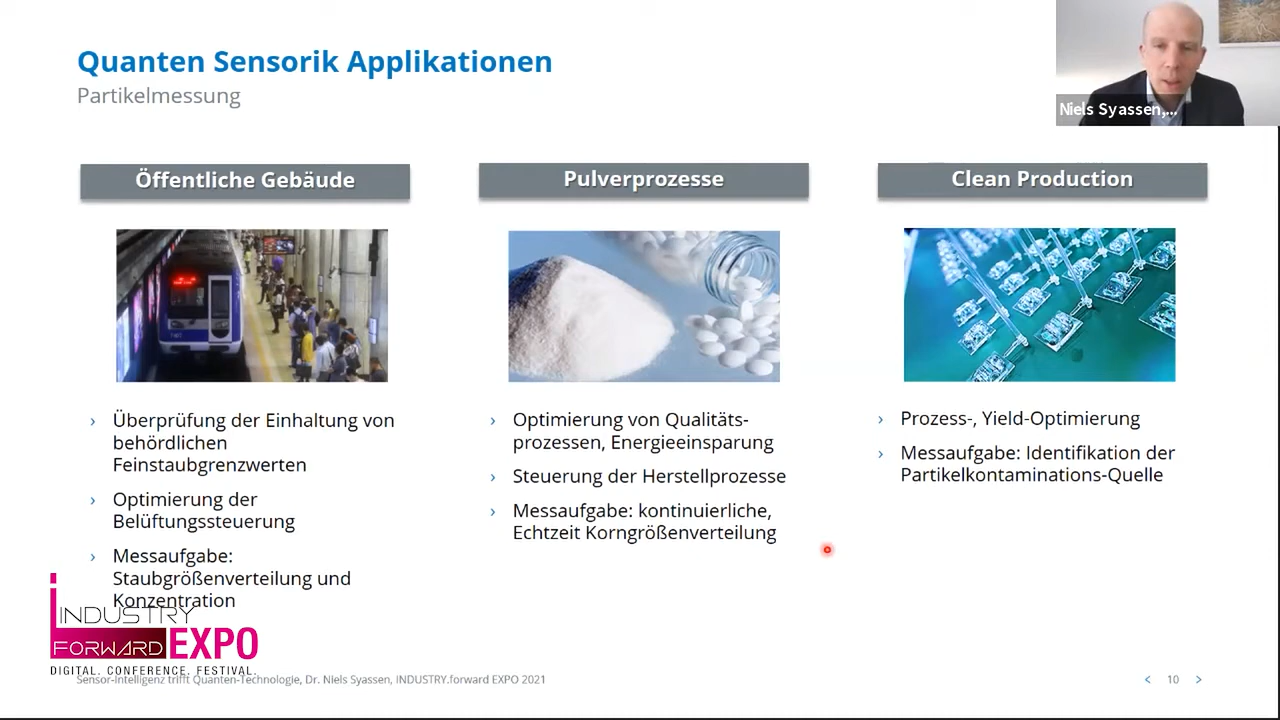 Quanten Sensorik Applikationen
Partikelmessung
Niels Syassen,...
Öffentliche Gebäude
Überprüfung der Einhaltung von
behördlichen
Feinstaubgrenzwerten
Optimierung der
Belüftungssteuerung
Messaufgabe:
Staubgrößenverteilung und
Konzentration
Pulverprozesse
Optimierung von Qualitäts-
prozessen, Energieeinsparung
Steuerung der Herstellprozesse
Messaufgabe: kontinuierliche,
Echtzeit Korngrößenverteilung
Clean Production
Prozess-, Yield-Optimierung
Messaufgabe: Identifikation der
Partikelkontaminations-Quelle
INDUSTRY
FORWARD EXPO
DIGITAL. CONFERENCE. FESTIVAL.
Sensor-Intelligenz trifft Quanten-Technologie, Dr. Niels Syassen, INDUSTRY.forward EXPO 2021
< 10 >